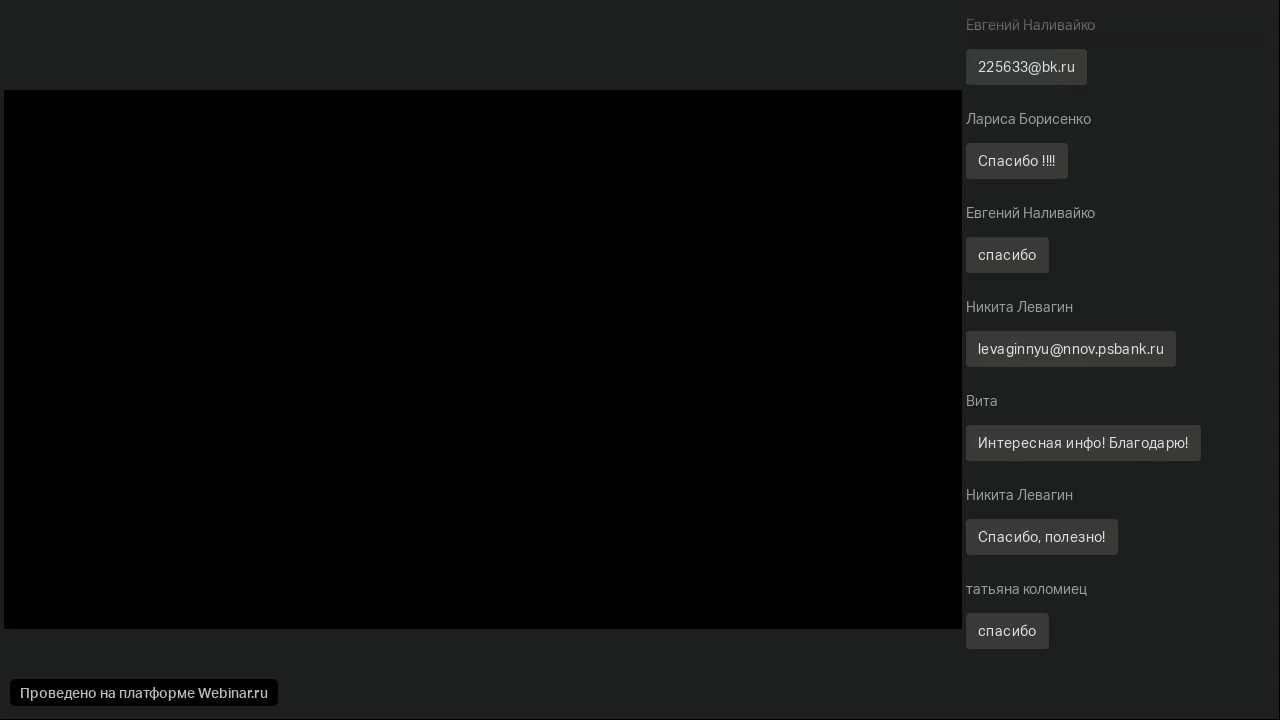 Евгений Наливайко
225633@bk.ru
Лариса Борисенко
Спасибо !!!!
Евгений Наливайко
спасибо
Никита Левагин
levaginnyu@nnov.psbank.ru
Вита
Интересная инфо! Благодарю!
Никита Левагин
Спасибо, полезно!
татьяна коломиец
спасибо
Проведено на платформе Webinar.ru